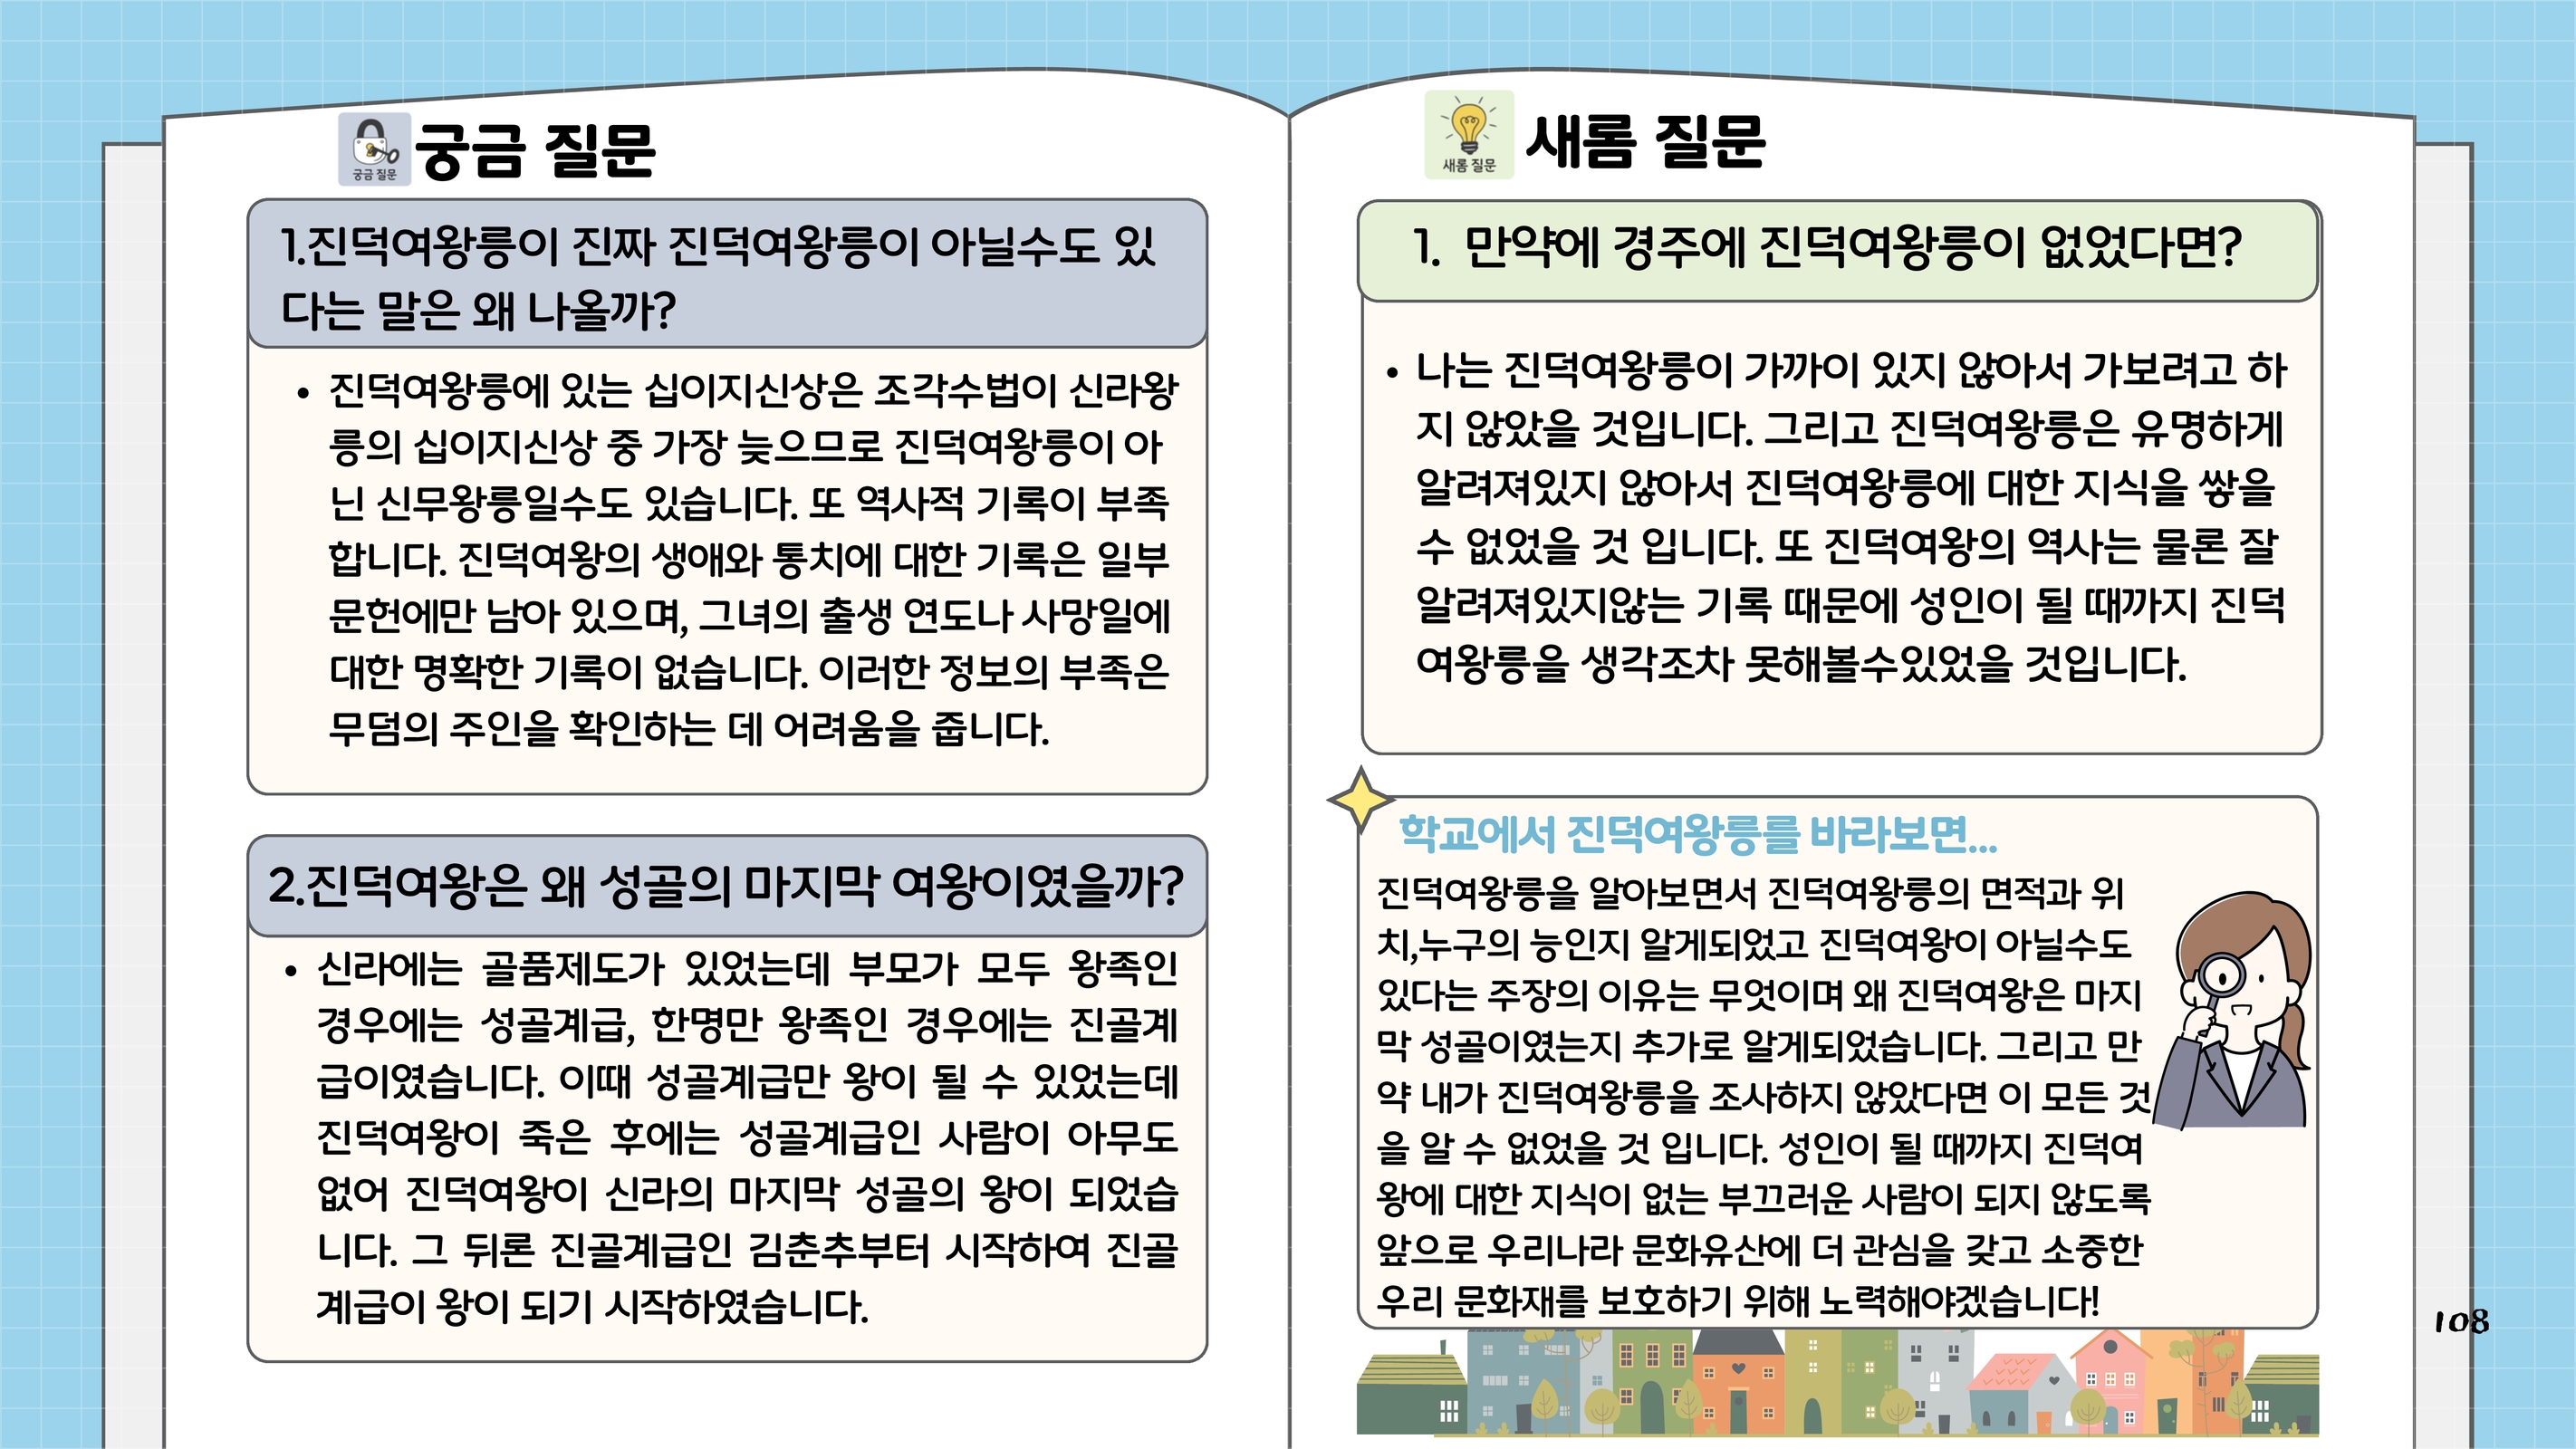 궁금 질문
궁금 질문
1.진덕여왕릉이 진짜 진덕여왕릉이 아닐수도 있
다는 말은 왜 나올까?
• 진덕여왕릉에 있는 십이지신상은 조각수법이 신라왕
릉의 십이지신상 중 가장 늦으므로 진덕여왕릉이 아
닌 신무왕릉일수도 있습니다. 또 역사적 기록이 부족
합니다. 진덕여왕의 생애와 통치에 대한 기록은 일부
문헌에만 남아 있으며, 그녀의 출생 연도나 사망일에
대한 명확한 기록이 없습니다. 이러한 정보의 부족은
무덤의 주인을 확인하는 데 어려움을 줍니다.
2.진덕여왕은 왜 성골의 마지막 여왕이였을까?
• 신라에는 골품제도가 있었는데 부모가 모두 왕족인
경우에는 성골계급, 한명만 왕족인 경우에는 진골계
급이였습니다. 이때 성골계급만 왕이 될 수 있었는데
진덕여왕이 죽은 후에는 성골계급인 사람이 아무도
없어 진덕여왕이 신라의 마지막 성골의 왕이 되었습
니다. 그 뒤론 진골계급인 김춘추부터 시작하여 진골
계급이 왕이 되기 시작하였습니다.
새롬 질문
새롬 질문
1. 만약에 경주에 진덕여왕릉이 없었다면?
• 나는 진덕여왕릉이 가까이 있지 않아서 가보려고 하
지 않았을 것입니다. 그리고 진덕여왕릉은 유명하게
알려져있지 않아서 진덕여왕릉에 대한 지식을 쌓을
수 없었을 것 입니다. 또 진덕여왕의 역사는 물론 잘
알려져있지않는 기록 때문에 성인이 될 때까지 진덕
여왕릉을 생각조차 못해볼수있었을 것입니다.
학교에서 진덕여왕릉를 바라보면...
진덕여왕릉을 알아보면서 진덕여왕릉의 면적과 위
치,누구의 능인지 알게되었고 진덕여왕이 아닐수도
있다는 주장의 이유는 무엇이며 왜 진덕여왕은 마지
막 성골이였는지 추가로 알게되었습니다. 그리고 만
약 내가 진덕여왕릉을 조사하지 않았다면 이 모든 것
을 알 수 없었을 것 입니다. 성인이 될 때까지 진덕여
왕에 대한 지식이 없는 부끄러운 사람이 되지 않도록
앞으로 우리나라 문화유산에 더 관심을 갖고 소중한
우리 문화재를 보호하기 위해 노력해야겠습니다!
108